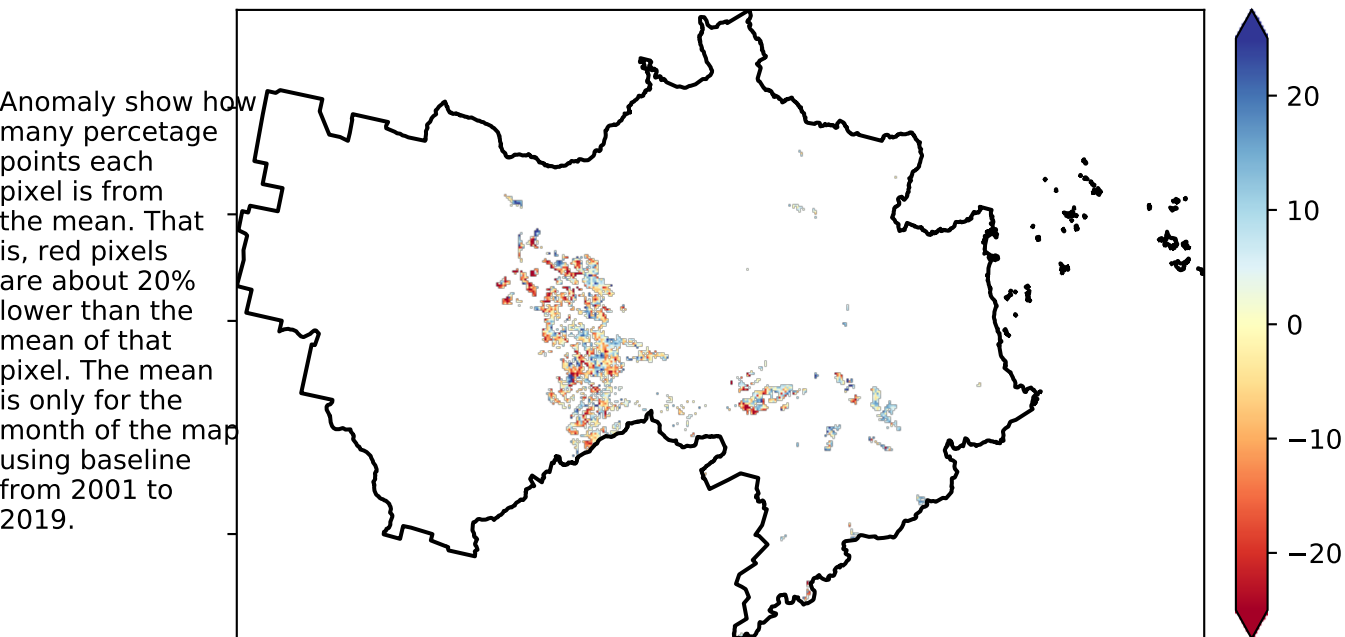 Anomaly show how
many percetage
points each
pixel is from
the mean. That
is, red pixels
are about 20%
lower than the
mean of that
pixel. The mean
is only for the
month of the map
using baseline
from 2001 to
2019.
20
10
0
−10
−20